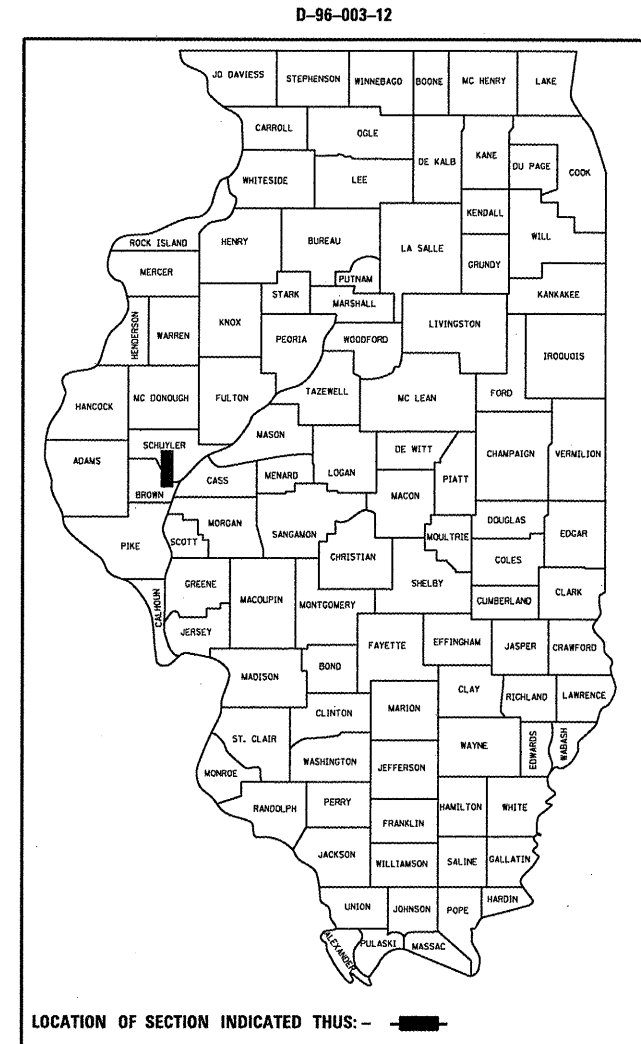 D-96-003-12
JO DAVIESS STEPHENSON WINNEBAGO BOONE MC HENRY LAKE
CARROLL OGLE
DE KALB KANE DU PAGE COOK
WHITESIDE LEE
KENDALL
WILL
ROCK ISLAND HENRY BUREAU LA SALLE
GRUNDY
MERCER PUTNAM
STARK MARSHALL KANKAKEE
HENDERSON WARREN KNOX PEORIA WOODFORD LIVINGSTON
IROQUOIS
HANCOCK MC DONOUGH FULTON TAZEWELL MC LEAN FORD
MASON
SCHUYLER DE WITT CHAMPAIGN VERMILION
ADAMS
BROWN CASS MENARD LOGAN PIATT
MACON
MORGAN DOUGLAS
PIKE SCOTT SANGAMON MOULTRIE EDGAR
CHRISTIAN COLES
GREENE SHELBY
CALHOUN MACOUPIN MONTGOMERY CUMBERLAND CLARK
JERSEY
FAYETTE EFFINGHAM JASPER CRAWFORD
MADISON BOND
CLAY RICHLAND LAWRENCE
CLINTON MARION
ST. CLAIR WAYNE EDWARDS WABASH
WASHINGTON JEFFERSON
MONROE
RANDOLPH PERRY HAMILTON WHITE
FRANKLIN
JACKSON WILLIAMSON SALINE GALLATIN
UNION JOHNSON POPE HARDIN
ALEXANDER PULASKI MASSAC
LOCATION OF SECTION INDICATED THUS: -